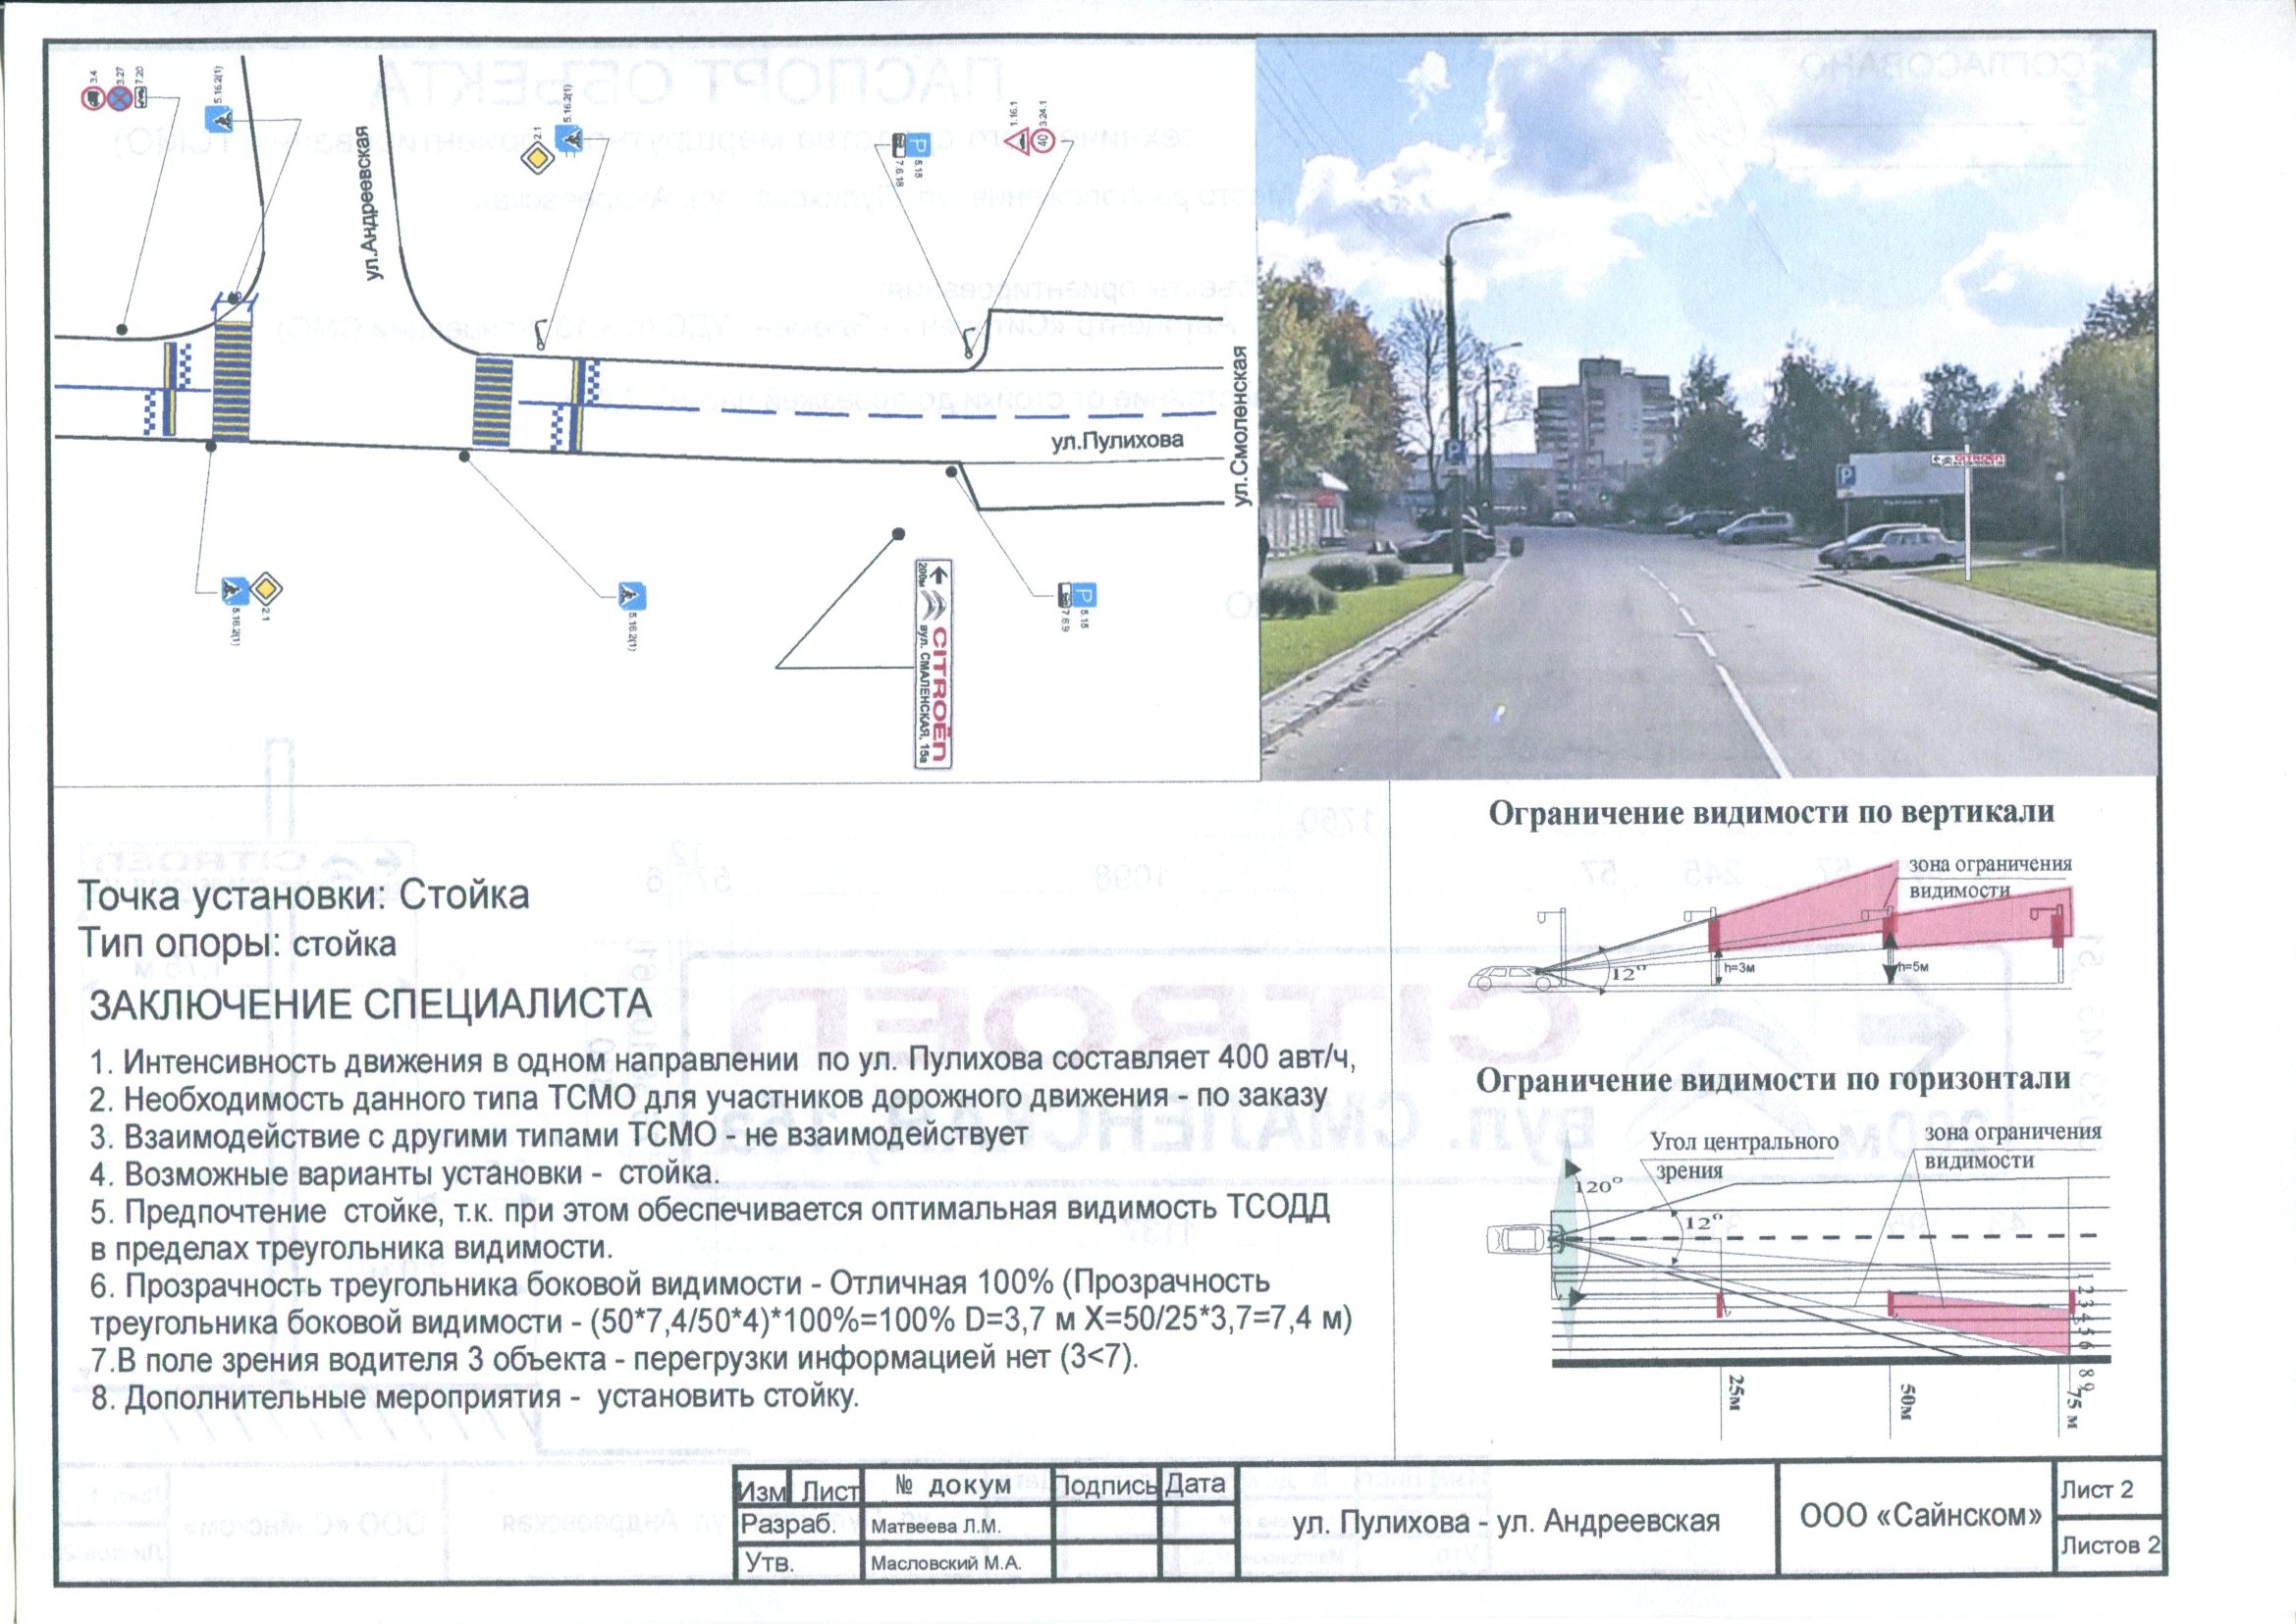 3.4
3.27
7.20
5.16.2(1)
ул.Андреевская
2.1
5.16.2(1)
P
5.15
7.6.18
1.16.1
40
3.24.1
ул.Пулихова
ул.Смоленская
5.16.2(1)
2.1
5.16.2(1)
200м
CITROËN
вул. СМАЛЕНСКАЯ, 15а
P
5.15
7.6.9
P
P
CITROËN
Ограничение видимости по вертикали
зона ограничения
видимости
12°
h=3м
h=5м
Точка установки: Стойка
Тип опоры: стойка
ЗАКЛЮЧЕНИЕ СПЕЦИАЛИСТА
1. Интенсивность движения в одном направлении по ул. Пулихова составляет 400 авт/ч,
2. Необходимость данного типа ТСМО для участников дорожного движения - по заказу
3. Взаимодействие с другими типами ТСМО - не взаимодействует
4. Возможные варианты установки - стойка.
5. Предпочтение стойке, т.к. при этом обеспечивается оптимальная видимость ТСОДД
в пределах треугольника видимости.
6. Прозрачность треугольника боковой видимости - Отличная 100% (Прозрачность
треугольника боковой видимости - (50*7,4/50*4)*100%=100% D=3,7 м X=50/25*3,7=7,4 м)
7.В поле зрения водителя 3 объекта - перегрузки информацией нет (3<7).
8. Дополнительные мероприятия - установить стойку.
Ограничение видимости по горизонтали
Угол центрального
зрения
зона ограничения
видимости
120°
12°
1 2 3 4 5 6 8 9
25м
50м
75 м
Изм Лист № докум Подпись Дата
Разраб. Матвеева Л.М.
Утв. Масловский М.А.
ул. Пулихова - ул. Андреевская
ООО «Сайнском»
Лист 2
Листов 2